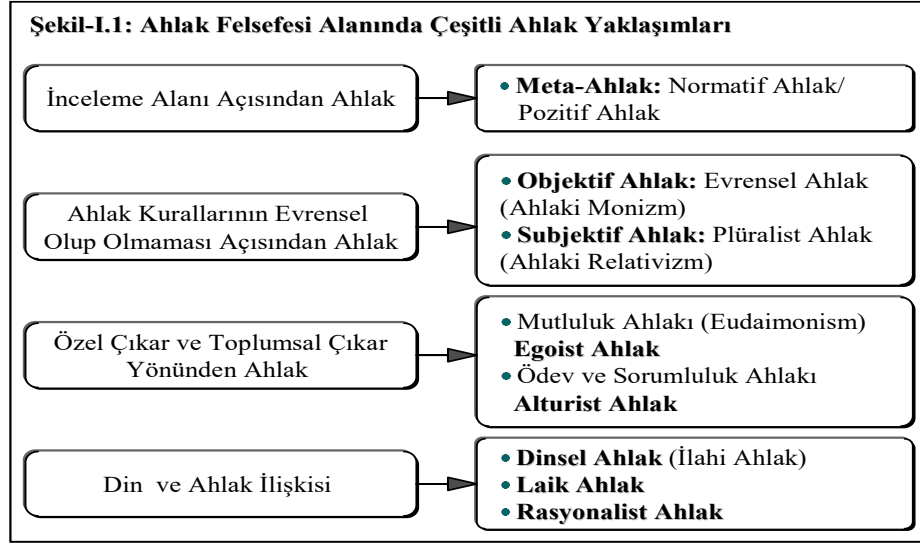 Şekil-I.1: Ahlak Felsefesi Alanında Çeşitli Ahlak Yaklaşımları
İnceleme Alanı Açısından Ahlak
• Meta-Ahlak: Normatif Ahlak/
Pozitif Ahlak
Ahlak Kurallarının Evrensel
Olup Olmaması Açısından Ahlak
• Objektif Ahlak: Evrensel Ahlak
(Ahlaki Monizm)
• Subjektif Ahlak: Plüralist Ahlak
(Ahlaki Relativizm)
Özel Çıkar ve Toplumsal Çıkar
Yönünden Ahlak
• Mutluluk Ahlakı (Eudaimonism)
Egoist Ahlak
• Ödev ve Sorumluluk Ahlakı
Alturist Ahlak
Din ve Ahlak İlişkisi
• Dinsel Ahlak (İlahi Ahlak)
• Laik Ahlak
• Rasyonalist Ahlak